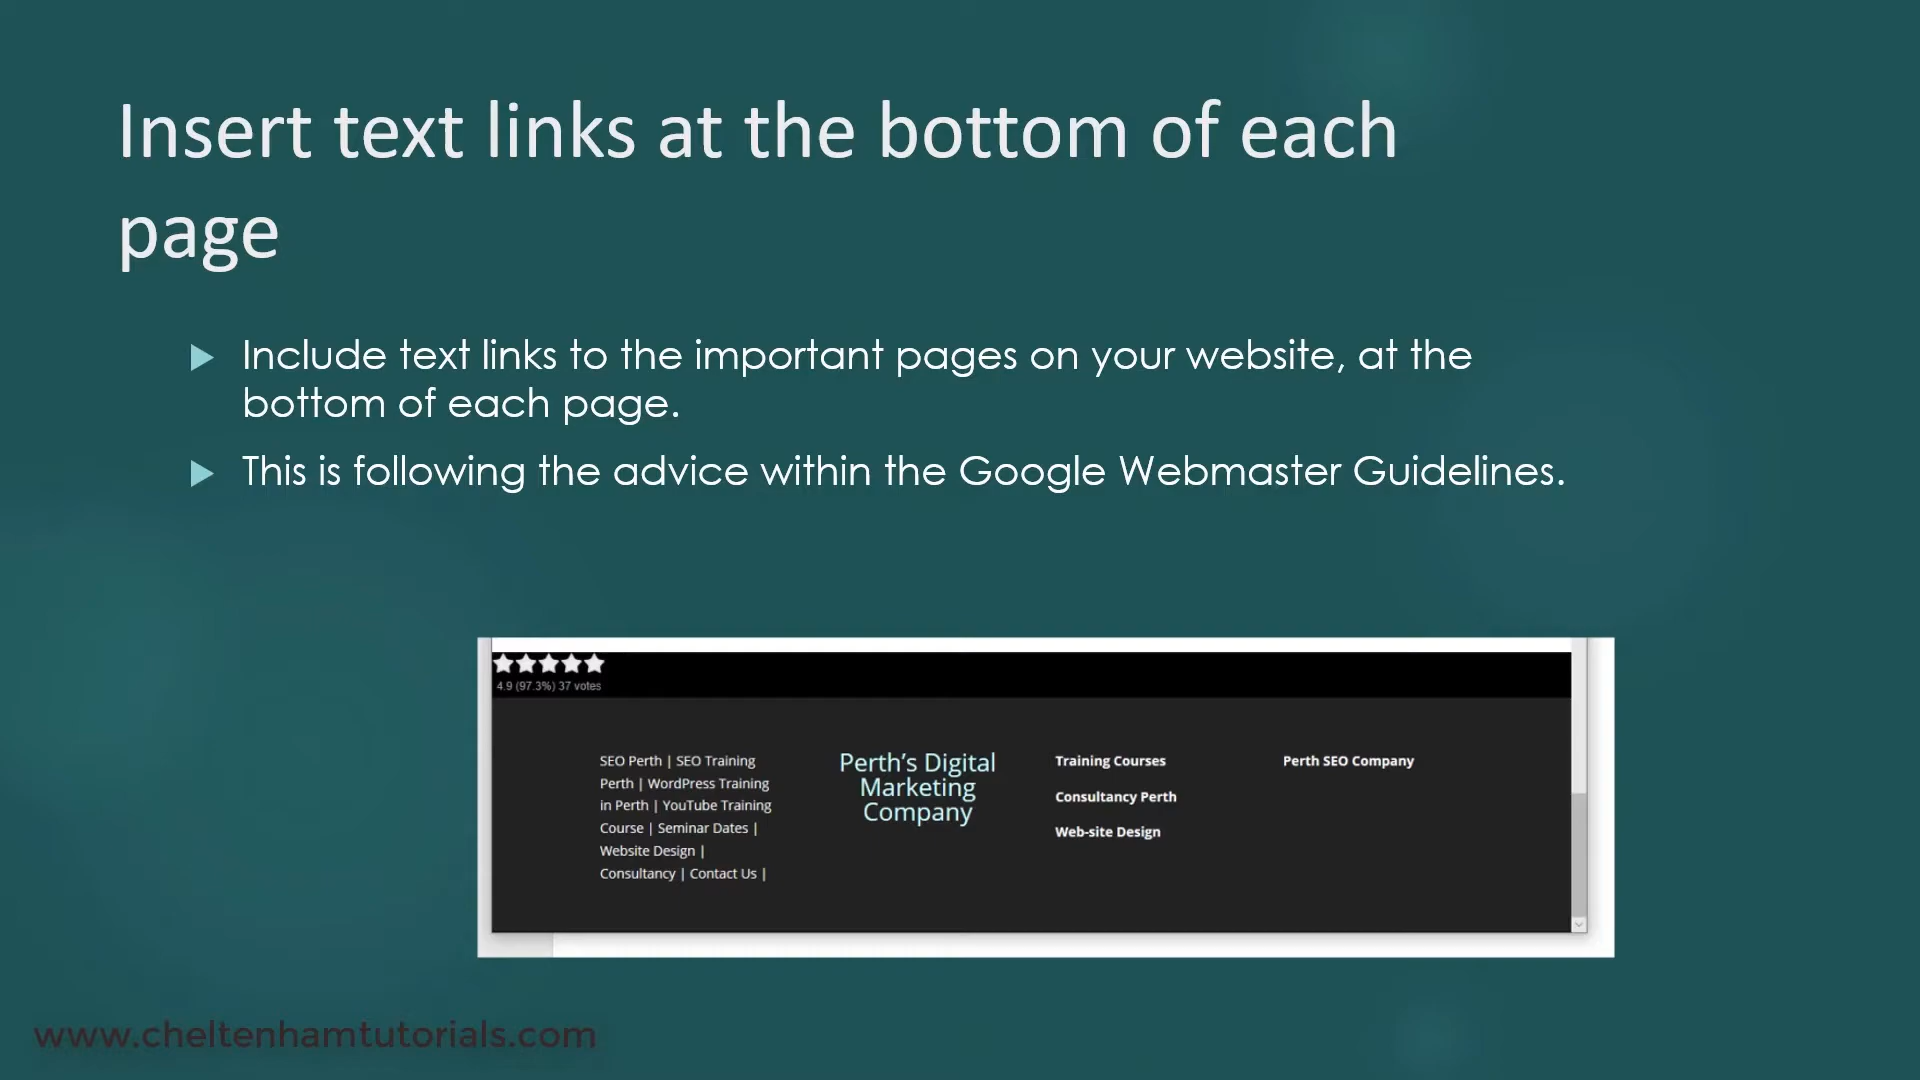 Insert text links at the bottom of each
page
Include text links to the important pages on your website, at the
bottom of each page.
This is following the advice within the Google Webmaster Guidelines.
4.9 (97.3%) 37 votes
SEO Perth | SEO Training
Perth | WordPress Training
in Perth | YouTube Training
Course | Seminar Dates |
Website Design |
Consultancy | Contact Us |
Perth’s Digital
Marketing
Company
Training Courses
Consultancy Perth
Web-site Design
Perth SEO Company
www.cheltenhamtutorials.com